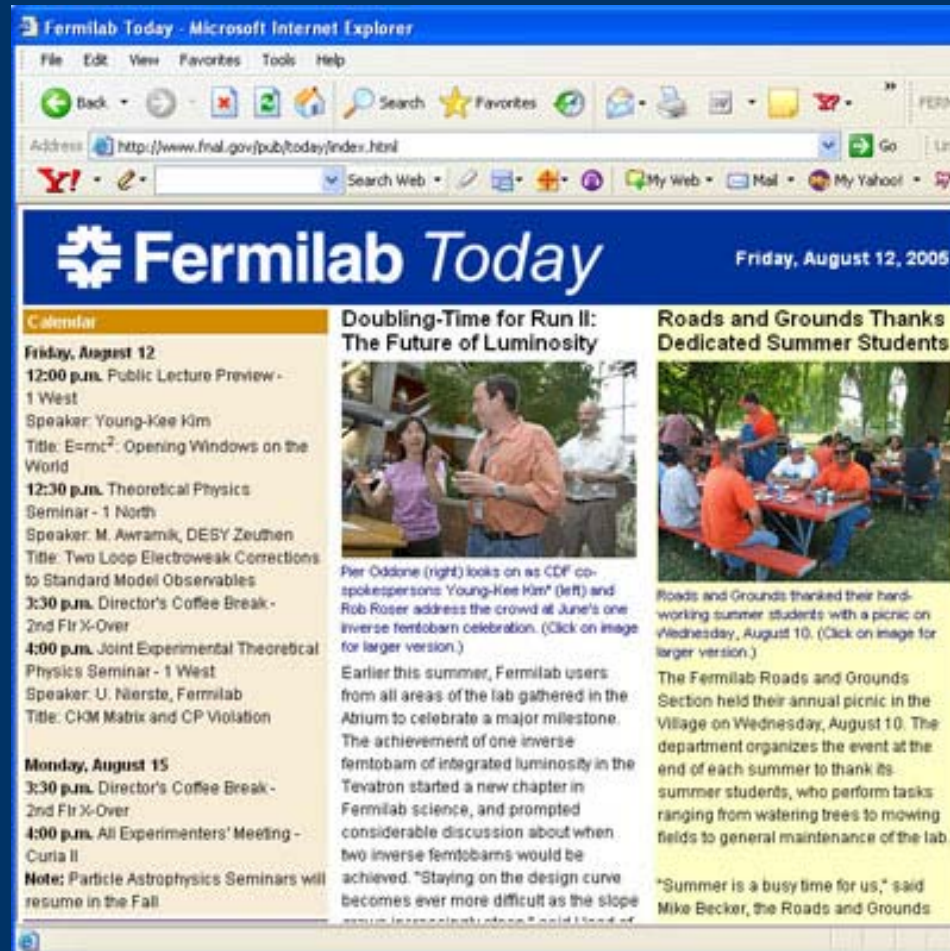 Fermilab Today - Microsoft Internet Explorer
File Edit View Favorites Tools Help
Back Search Favorites
Address http://www.fnal.gov/pub/today/index.html Go
Y! Search Web My Web Mail My Yahoo!
Fermilab Today
Friday, August 12, 2005
Calendar
Friday, August 12
12:00 p.m. Public Lecture Preview -
1 West
Speaker: Young-Kee Kim
Title: E=mc²: Opening Windows on the
World
12:30 p.m. Theoretical Physics
Seminar - 1 North
Speaker: M. Awramik, DESY Zeuthen
Title: Two Loop Electroweak Corrections
to Standard Model Observables
3:30 p.m. Director's Coffee Break -
2nd Flr X-Over
4:00 p.m. Joint Experimental Theoretical
Physics Seminar - 1 West
Speaker: U. Nierste, Fermilab
Title: CKM Matrix and CP Violation
Monday, August 15
3:30 p.m. Director's Coffee Break -
2nd Flr X-Over
4:00 p.m. All Experimenters' Meeting -
Curia II
Note: Particle Astrophysics Seminars will
resume in the Fall
Doubling-Time for Run II:
The Future of Luminosity
Pier Oddone (right) looks on as CDF co-
spokespersons Young-Kee Kim* (left) and
Rob Roser address the crowd at June's one
inverse femtobarn celebration. (Click on image
for larger version.)
Earlier this summer, Fermilab users
from all areas of the lab gathered in the
Atrium to celebrate a major milestone.
The achievement of one inverse
femtobarn of integrated luminosity in the
Tevatron started a new chapter in
Fermilab science, and prompted
considerable discussion about when
two inverse femtobarns would be
achieved. "Staying on the design curve
becomes ever more difficult as the slope
Roads and Grounds Thanks
Dedicated Summer Students
Roads and Grounds thanked their hard-
working summer students with a picnic on
Wednesday, August 10. (Click on image for
larger version.)
The Fermilab Roads and Grounds
Section held their annual picnic in the
Village on Wednesday, August 10. The
department organizes the event at the
end of each summer to thank its
summer students, who perform tasks
ranging from watering trees to mowing
fields to general maintenance of the lab.
"Summer is a busy time for us," said
Mike Becker, the Roads and Grounds